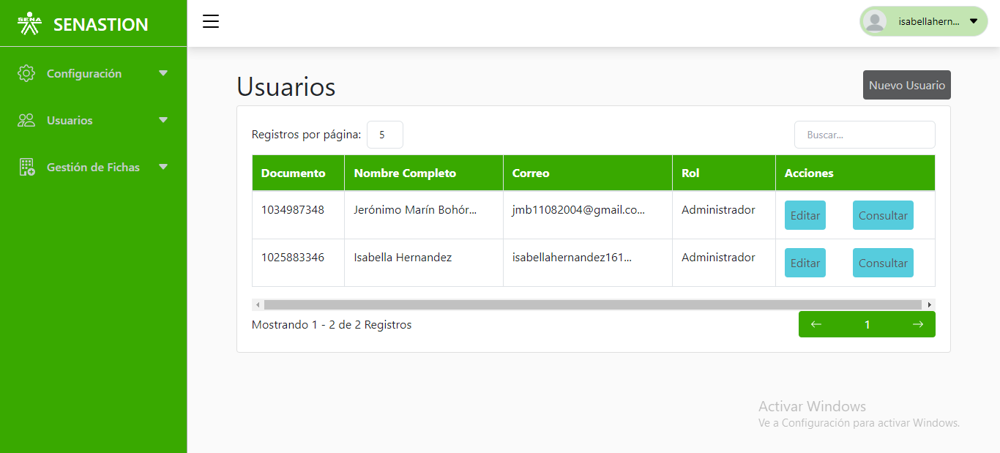 SENA
SENASTION
isabellahern...
Configuración
Usuarios
Gestión de Fichas
Usuarios
Nuevo Usuario
Registros por página: 5
Buscar...
Documento Nombre Completo Correo Rol Acciones
1034987348 Jerónimo Marín Bohór... jmb11082004@gmail.co... Administrador Editar Consultar
1025883346 Isabella Hernandez isabellahernandez161... Administrador Editar Consultar
Mostrando 1 - 2 de 2 Registros
← 1 →
Activar Windows
Ve a Configuración para activar Windows.